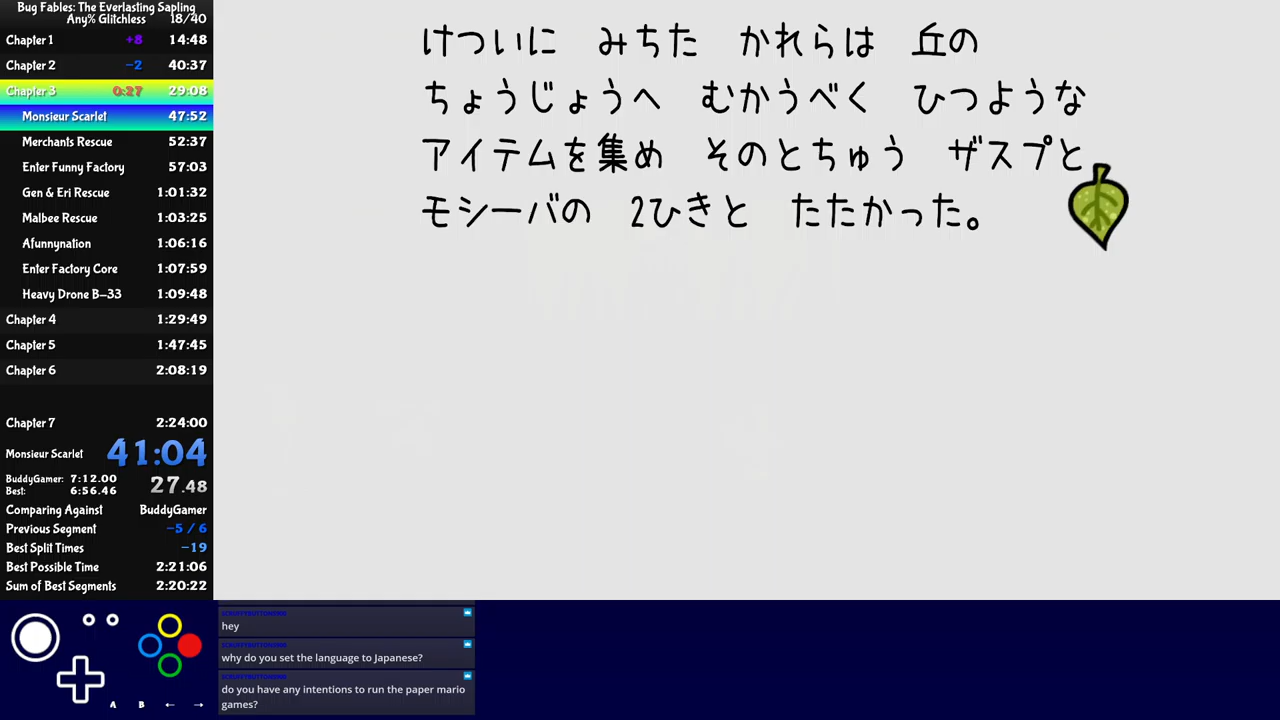 Bug Fables: The Everlasting Sapling
Any% Glitchless 18/40
Chapter 1 +8 14:48
Chapter 2 -2 40:37
Chapter 3 0:27 29:08
Monsieur Scarlet 47:52
Merchants Rescue 52:37
Enter Funny Factory 57:03
Gen & Eri Rescue 1:01:32
Malbee Rescue 1:03:25
Afunnynation 1:06:16
Enter Factory Core 1:07:59
Heavy Drone B-33 1:09:48
Chapter 4 1:29:49
Chapter 5 1:47:45
Chapter 6 2:08:19
Chapter 7 2:24:00
Monsieur Scarlet 41:04
BuddyGamer: 7:12.00
Best: 6:56.46
27.48
Comparing Against BuddyGamer
Previous Segment -5 / 6
Best Split Times -19
Best Possible Time 2:21:06
Sum of Best Segments 2:20:22
けついに みちた かれらは 丘の
ちょうじょうへ むかうべく ひつような
アイテムを集め そのとちゅう ザスプと
モシーバの 2ひきと たたかった。
A B ← →
hey
why do you set the language to Japanese?
do you have any intentions to run the paper mario
games?